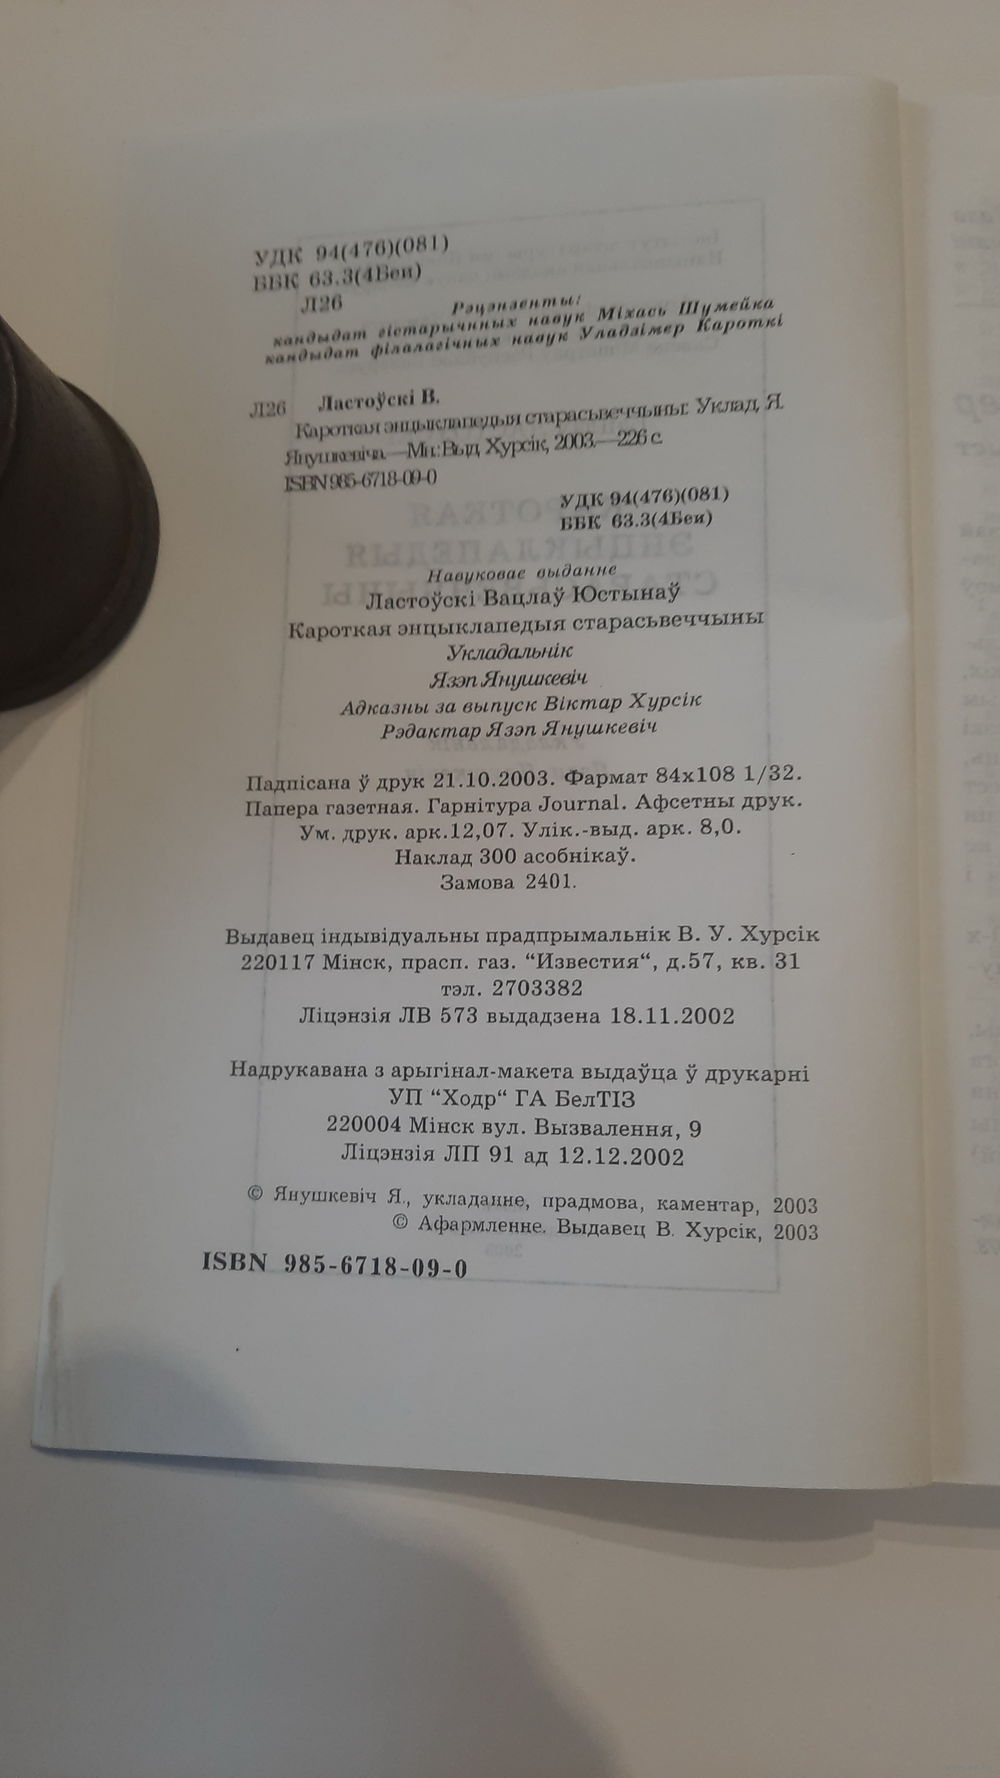 УДК 94(476)(081)
ББК 63.3(4Беи)
Л26
Рэцэнзенты:
кандыдат гістарычнных навук Міхась Шумейка
кандыдат філалагічных навук Уладзімер Кароткі
Л26 Ластоўскі В.
Кароткая энцыклапедыя старасьвеччыны: Уклад. Я.
Янушкевіча.—Мн.: Выд. Хурсік, 2003.—226 с.
ISBN 985-6718-09-0
УДК 94(476)(081)
ББК 63.3(4Беи)
Навуковае выданне
Ластоўскі Вацлаў Юстынаў
Кароткая энцыклапедыя старасьвеччыны
Укладальнік
Язэп Янушкевіч
Адказны за выпуск Віктар Хурсік
Рэдактар Язэп Янушкевіч
Падпісана ў друк 21.10.2003. Фармат 84х108 1/32.
Папера газетная. Гарнітура Journal. Афсетны друк.
Ум. друк. арк.12,07. Улік.-выд. арк. 8,0.
Наклад 300 асобнікаў.
Замова 2401.
Выдавец індывідуальны прадпрымальнік В. У. Хурсік
220117 Мінск, прасп. газ. “Известия“, д.57, кв. 31
тэл. 2703382
Ліцэнзія ЛВ 573 выдадзена 18.11.2002
Надрукавана з арыгінал-макета выдаўца ў друкарні
УП “Ходр“ ГА БелТІЗ
220004 Мінск вул. Вызвалення, 9
Ліцэнзія ЛП 91 ад 12.12.2002
© Янушкевіч Я., укладанне, прадмова, каментар, 2003
© Афармленне. Выдавец В. Хурсік, 2003
ISBN 985-6718-09-0